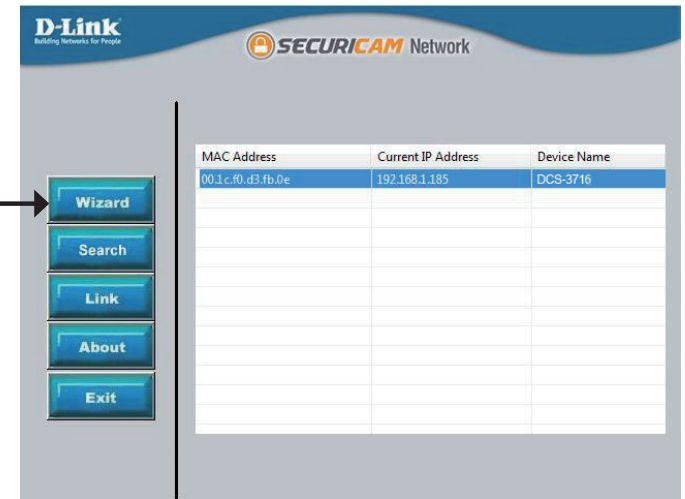 D-Link
Building Networks for People
SECURICAM Network
MAC Address Current IP Address Device Name
00.1c.f0.d3.fb.0e 192.168.1.185 DCS-3716
Wizard
Search
Link
About
Exit